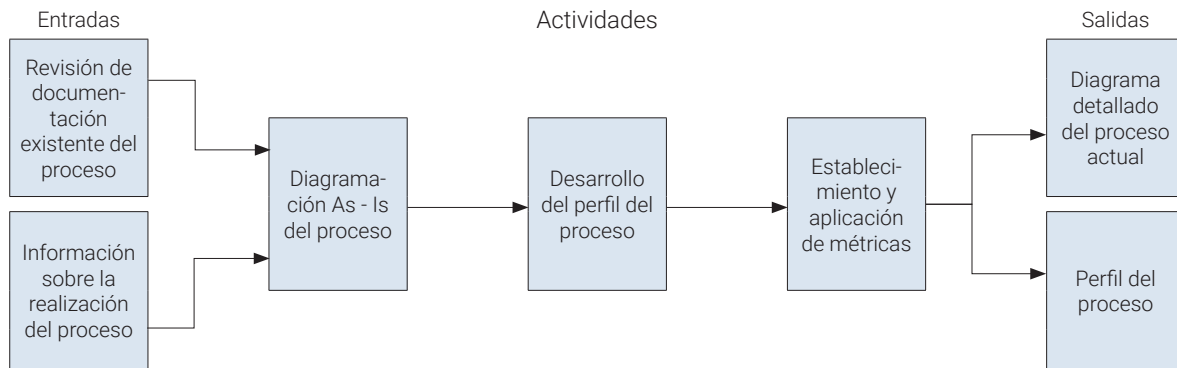 Entradas
Actividades
Salidas
Revisión de
documen-
tación
existente del
proceso
Información
sobre la
realización
del proceso
Diagrama-
ción As - Is
del proceso
Desarrollo
del perfil del
proceso
Estableci-
miento y
aplicación
de métricas
Diagrama
detallado
del proceso
actual
Perfil del
proceso